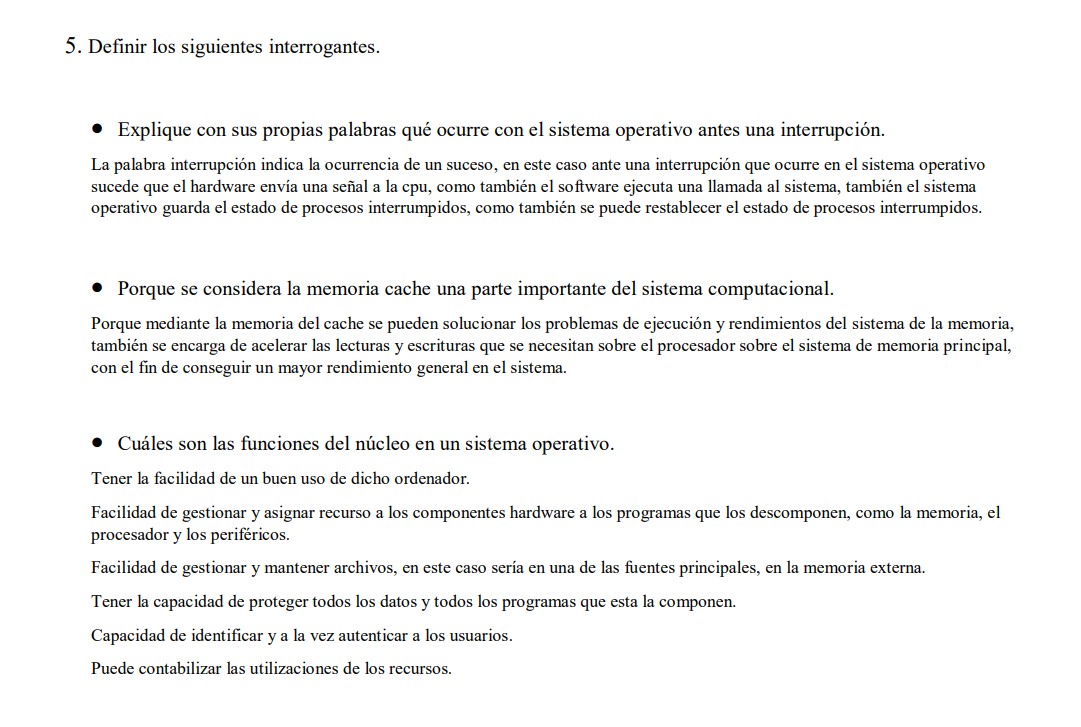 5. Definir los siguientes interrogantes.
● Explique con sus propias palabras qué ocurre con el sistema operativo antes una interrupción.
La palabra interrupción indica la ocurrencia de un suceso, en este caso ante una interrupción que ocurre en el sistema operativo
sucede que el hardware envía una señal a la cpu, como también el software ejecuta una llamada al sistema, también el sistema
operativo guarda el estado de procesos interrumpidos, como también se puede restablecer el estado de procesos interrumpidos.
● Porque se considera la memoria cache una parte importante del sistema computacional.
Porque mediante la memoria del cache se pueden solucionar los problemas de ejecución y rendimientos del sistema de la memoria,
también se encarga de acelerar las lecturas y escrituras que se necesitan sobre el procesador sobre el sistema de memoria principal,
con el fin de conseguir un mayor rendimiento general en el sistema.
● Cuáles son las funciones del núcleo en un sistema operativo.
Tener la facilidad de un buen uso de dicho ordenador.
Facilidad de gestionar y asignar recurso a los componentes hardware a los programas que los descomponen, como la memoria, el
procesador y los periféricos.
Facilidad de gestionar y mantener archivos, en este caso sería en una de las fuentes principales, en la memoria externa.
Tener la capacidad de proteger todos los datos y todos los programas que esta la componen.
Capacidad de identificar y a la vez autenticar a los usuarios.
Puede contabilizar las utilizaciones de los recursos.